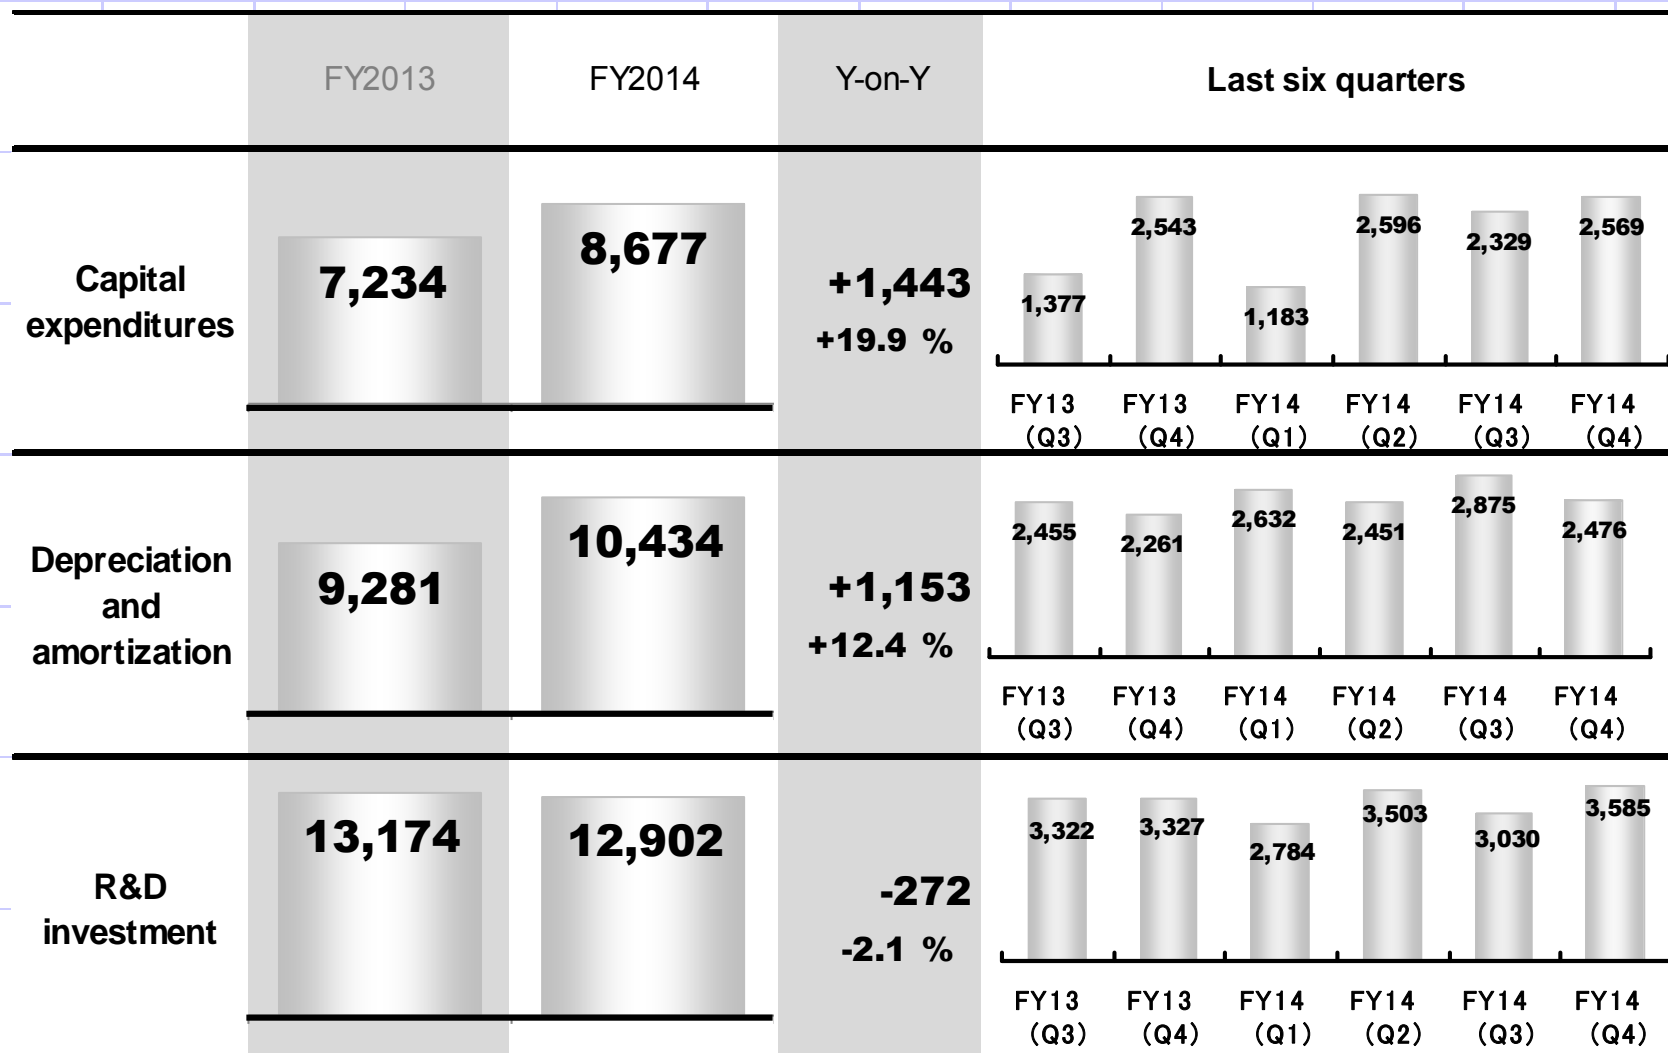 FY2013 FY2014 Y-on-Y Last six quarters
Capital
expenditures
7,234 8,677
+1,443
+19.9 %
1,377 2,543 1,183 2,596 2,329 2,569
FY13 FY13 FY14 FY14 FY14 FY14
(Q3) (Q4) (Q1) (Q2) (Q3) (Q4)
Depreciation
and
amortization
9,281 10,434
+1,153
+12.4 %
2,455 2,261 2,632 2,451 2,875 2,476
FY13 FY13 FY14 FY14 FY14 FY14
(Q3) (Q4) (Q1) (Q2) (Q3) (Q4)
R&D
investment
13,174 12,902
-272
-2.1 %
3,322 3,327 2,784 3,503 3,030 3,585
FY13 FY13 FY14 FY14 FY14 FY14
(Q3) (Q4) (Q1) (Q2) (Q3) (Q4)